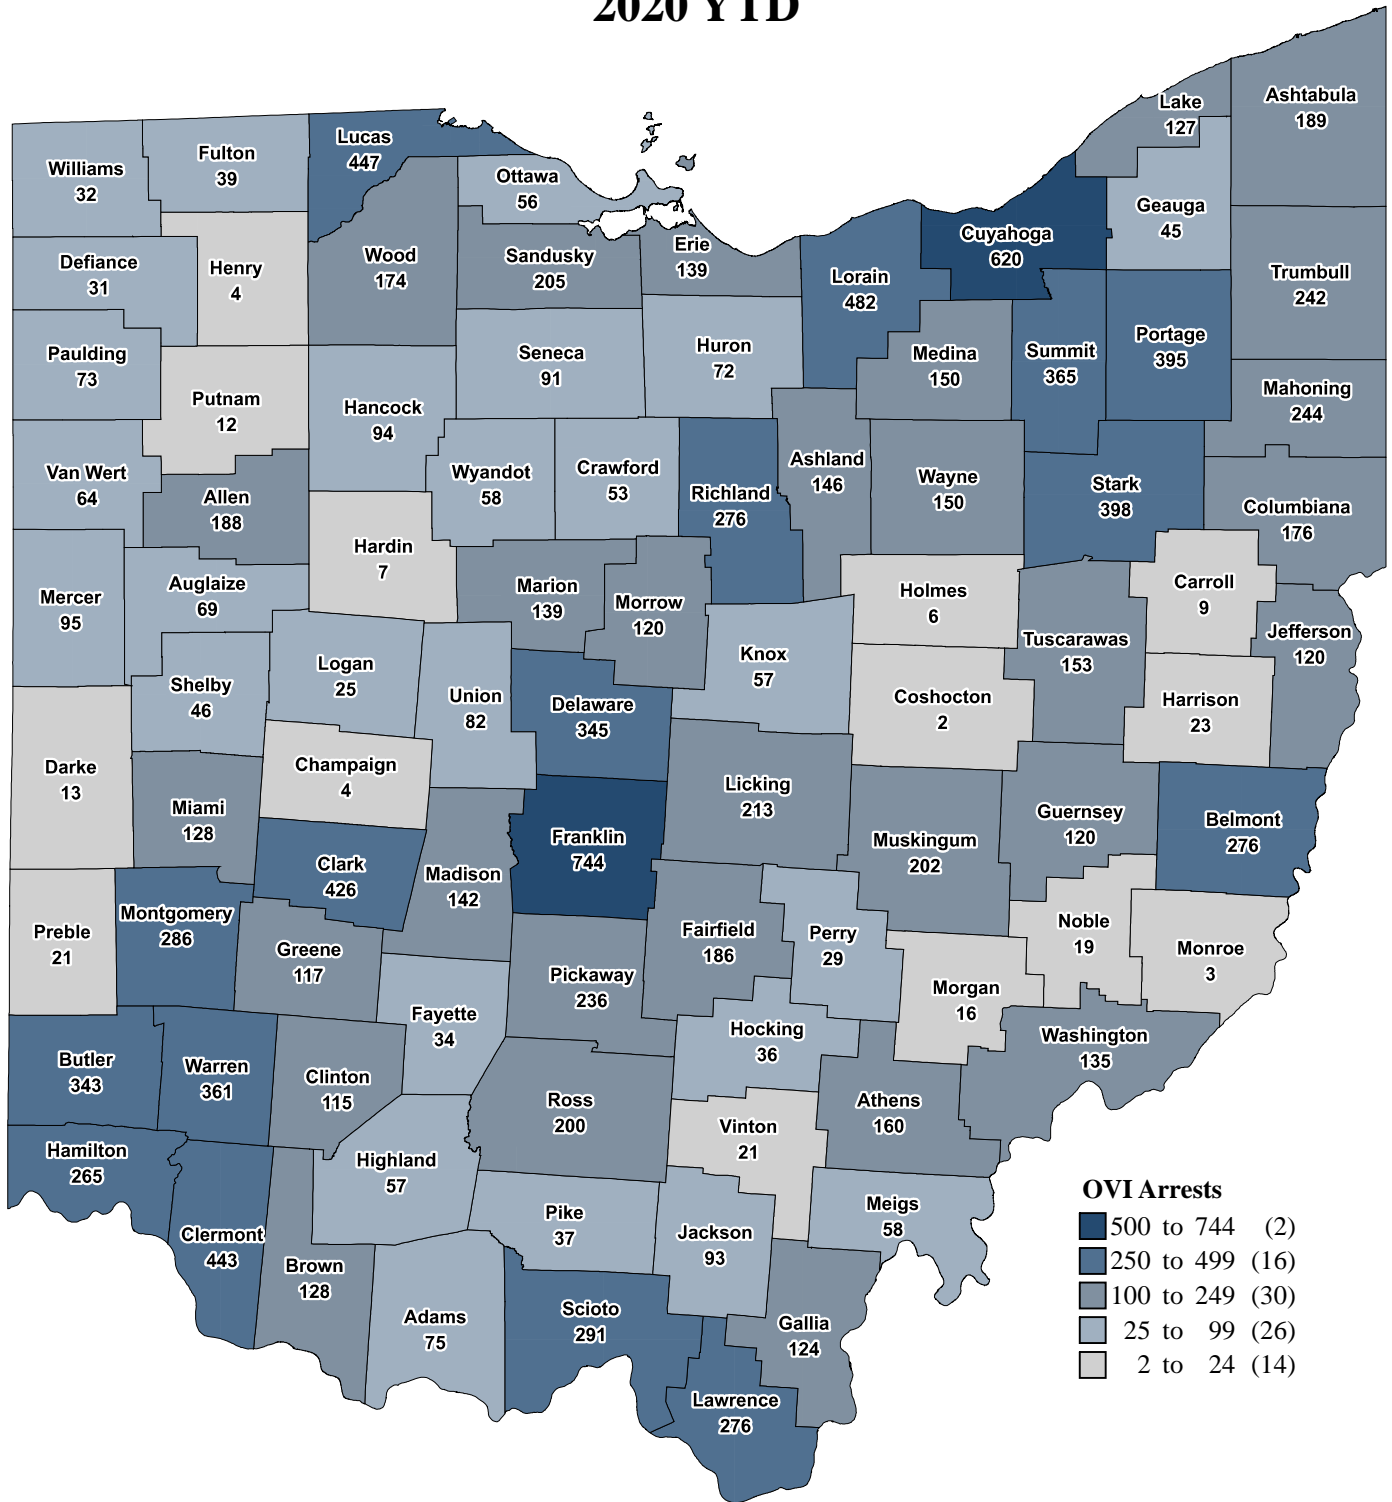 2020 YTD
Lake
127
Ashtabula
189
Williams
32
Fulton
39
Lucas
447
Ottawa
56
Geauga
45
Defiance
31
Henry
4
Wood
174
Sandusky
205
Erie
139
Lorain
482
Cuyahoga
620
Trumbull
242
Paulding
73
Putnam
12
Hancock
94
Seneca
91
Huron
72
Medina
150
Summit
365
Portage
395
Mahoning
244
Van Wert
64
Allen
188
Wyandot
58
Crawford
53
Richland
276
Ashland
146
Wayne
150
Stark
398
Columbiana
176
Mercer
95
Auglaize
69
Hardin
7
Marion
139
Morrow
120
Holmes
6
Carroll
9
Tuscarawas
153
Jefferson
120
Shelby
46
Logan
25
Union
82
Delaware
345
Knox
57
Coshocton
2
Harrison
23
Darke
13
Miami
128
Champaign
4
Licking
213
Muskingum
202
Guernsey
120
Belmont
276
Clark
426
Madison
142
Franklin
744
Preble
21
Montgomery
286
Greene
117
Fairfield
186
Perry
29
Noble
19
Monroe
3
Pickaway
236
Morgan
16
Fayette
34
Hocking
36
Washington
135
Butler
343
Warren
361
Clinton
115
Ross
200
Athens
160
Vinton
21
Hamilton
265
Highland
57
Pike
37
Jackson
93
Meigs
58
Clermont
443
Brown
128
Adams
75
Scioto
291
Gallia
124
Lawrence
276
OVI Arrests
500 to 744 (2)
250 to 499 (16)
100 to 249 (30)
25 to 99 (26)
2 to 24 (14)